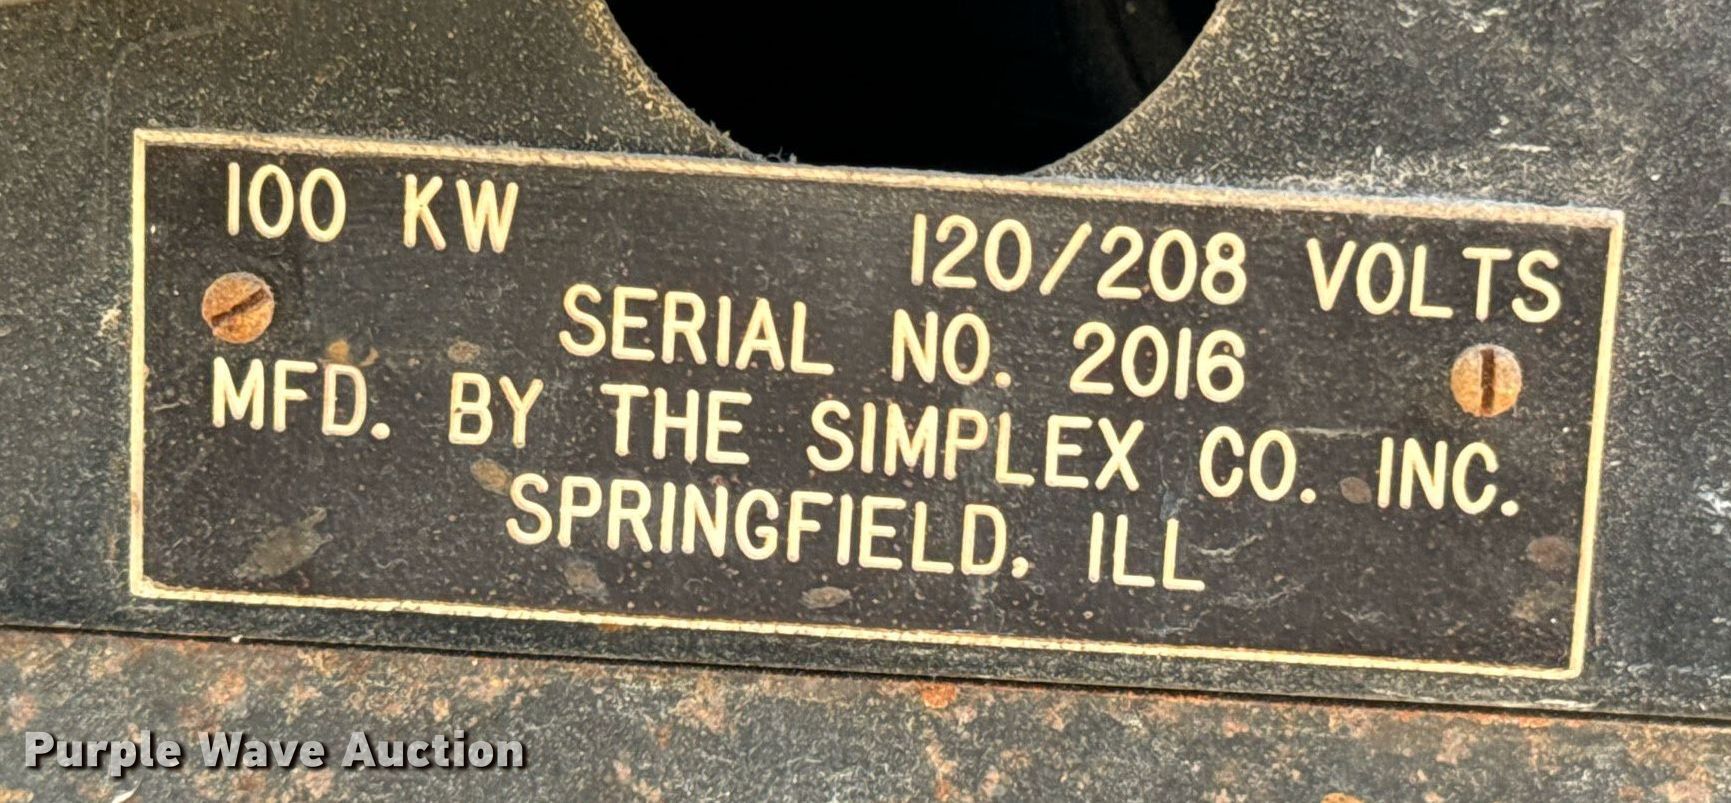 100 KW 120/208 VOLTS
SERIAL NO. 2016
MFD. BY THE SIMPLEX CO. INC.
SPRINGFIELD, ILL
Purple Wave Auction